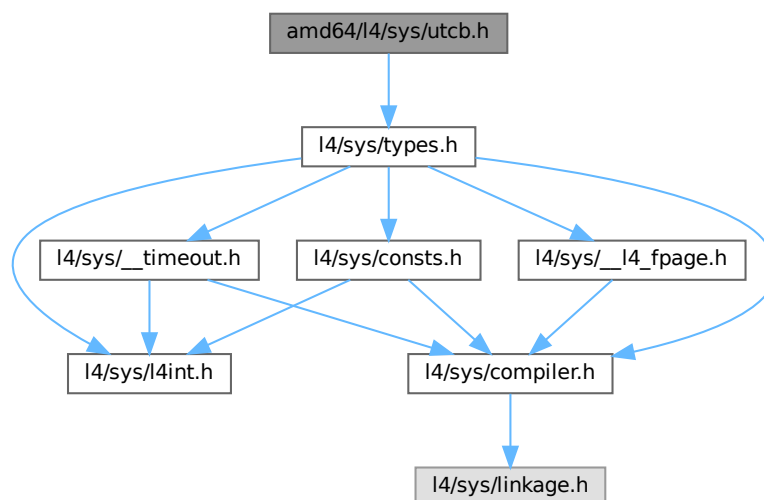 amd64/l4/sys/utcb.h
l4/sys/types.h
l4/sys/__timeout.h
l4/sys/consts.h
l4/sys/__l4_fpage.h
l4/sys/l4int.h
l4/sys/compiler.h
l4/sys/linkage.h